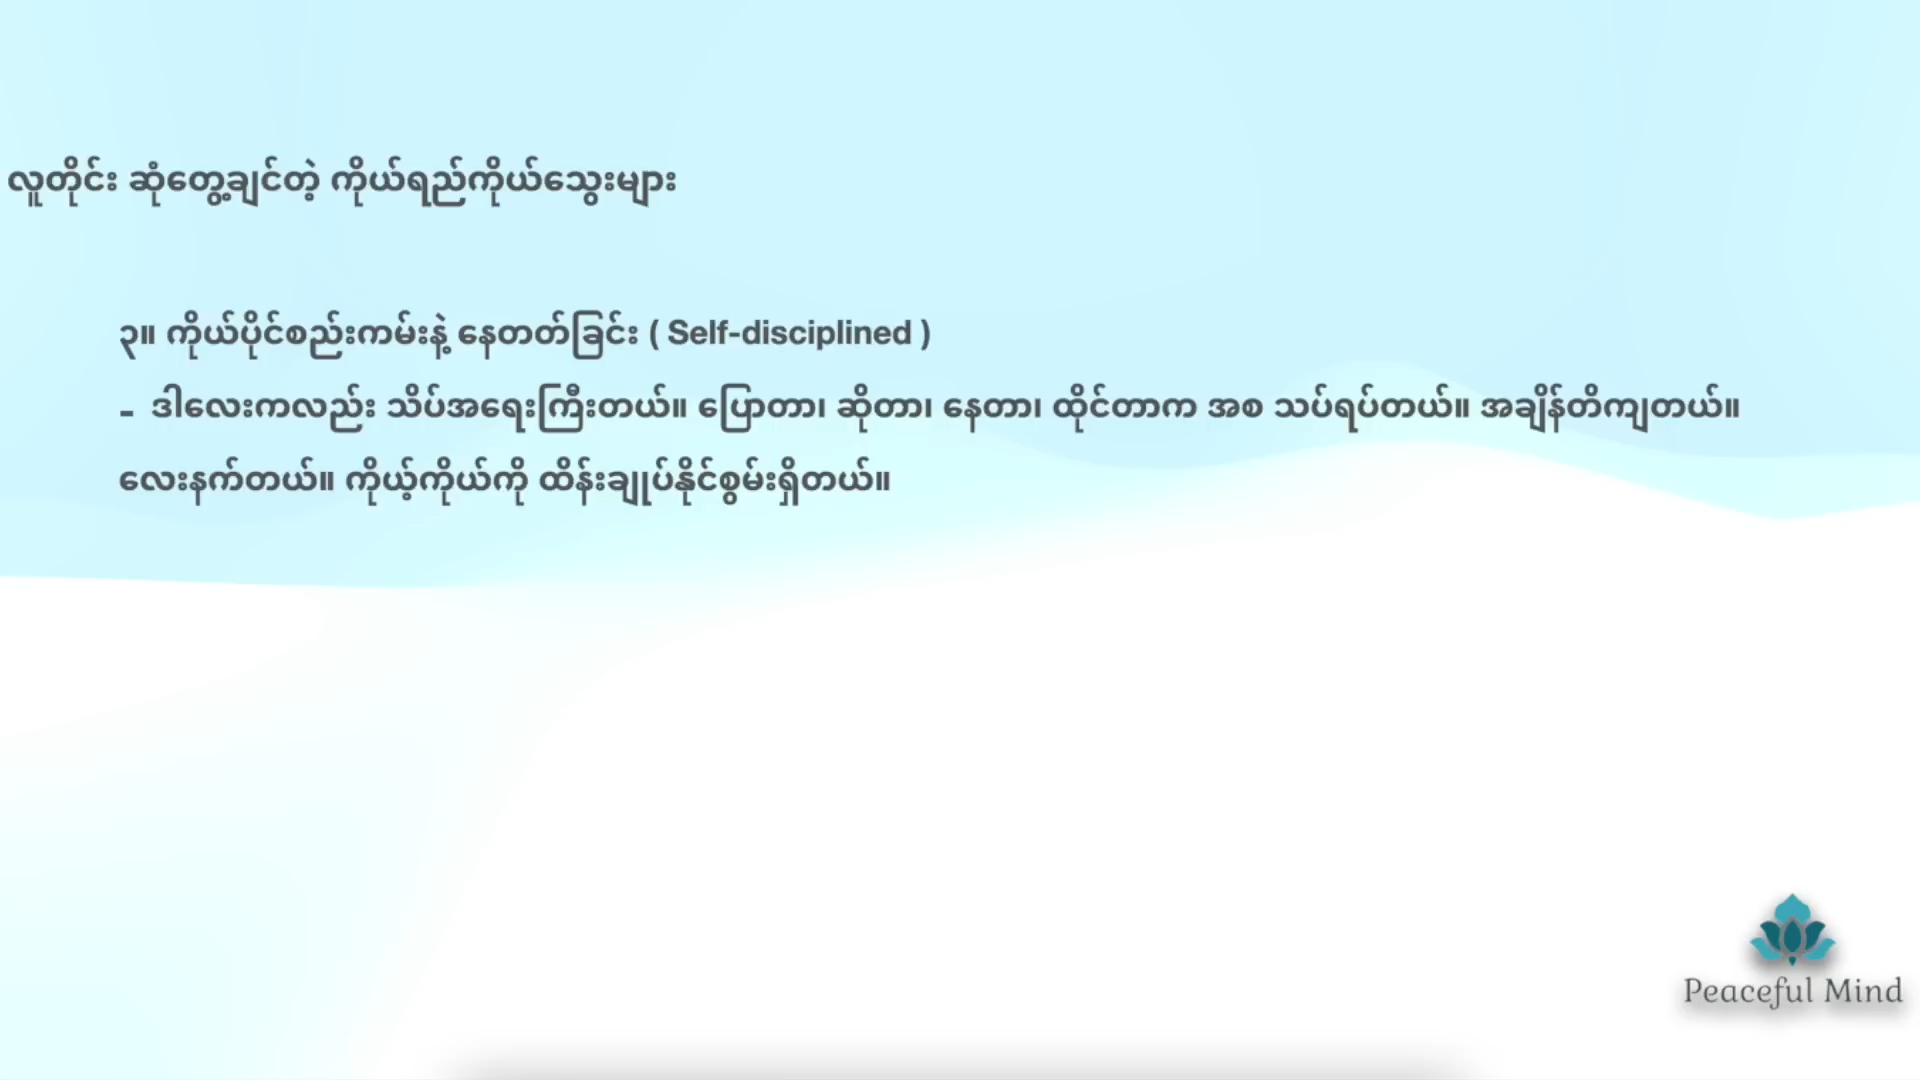 လူတိုင်း ဆုံတွေ့ချင်တဲ့ ကိုယ်ရည်ကိုယ်သွေးများ
၃။ ကိုယ်ပိုင်စည်းကမ်းနဲ့ နေတတ်ခြင်း ( Self-disciplined )
- ဒါလေးကလည်း သိပ်အရေးကြီးတယ်။ ပြောတာ၊ ဆိုတာ၊ နေတာ၊ ထိုင်တာက အစ သပ်ရပ်တယ်။ အချိန်တိကျတယ်။
လေးနက်တယ်။ ကိုယ့်ကိုယ်ကို ထိန်းချုပ်နိုင်စွမ်းရှိတယ်။
Peaceful Mind